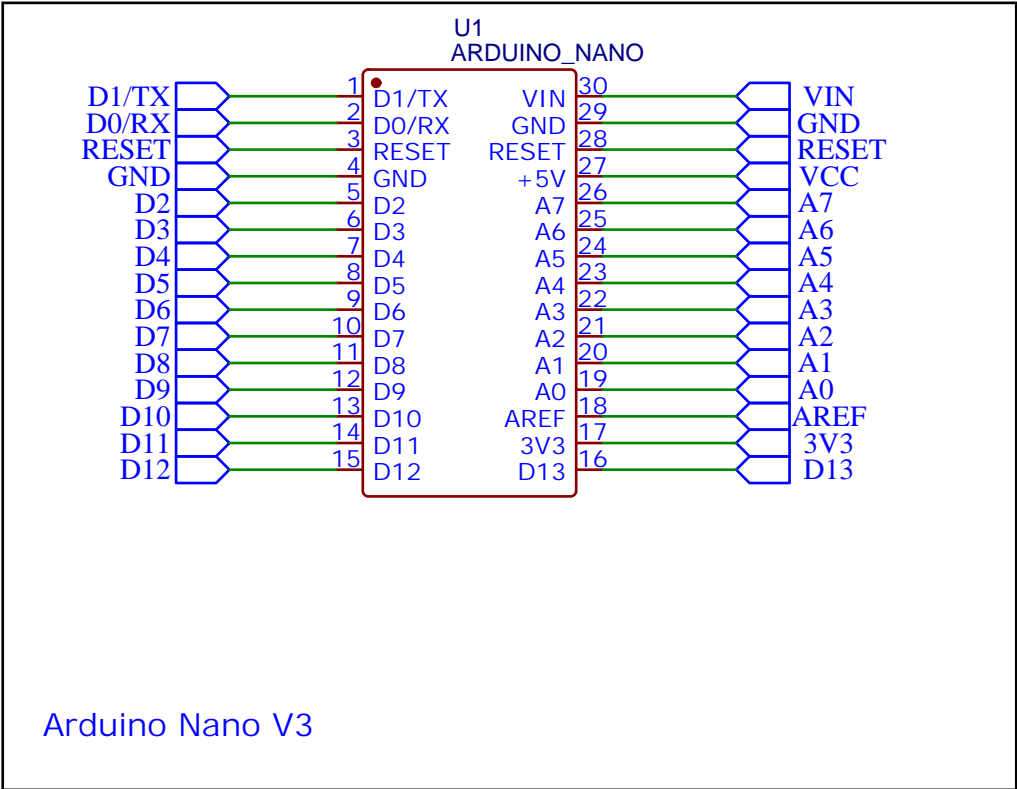 U1
ARDUINO_NANO
D1/TX 1 D1/TX VIN 30 VIN
D0/RX 2 D0/RX GND 29 GND
RESET 3 RESET RESET 28 RESET
GND 4 GND +5V 27 VCC
D2 5 D2 A7 26 A7
D3 6 D3 A6 25 A6
D4 7 D4 A5 24 A5
D5 8 D5 A4 23 A4
D6 9 D6 A3 22 A3
D7 10 D7 A2 21 A2
D8 11 D8 A1 20 A1
D9 12 D9 A0 19 A0
D10 13 D10 AREF 18 AREF
D11 14 D11 3V3 17 3V3
D12 15 D12 D13 16 D13
Arduino Nano V3